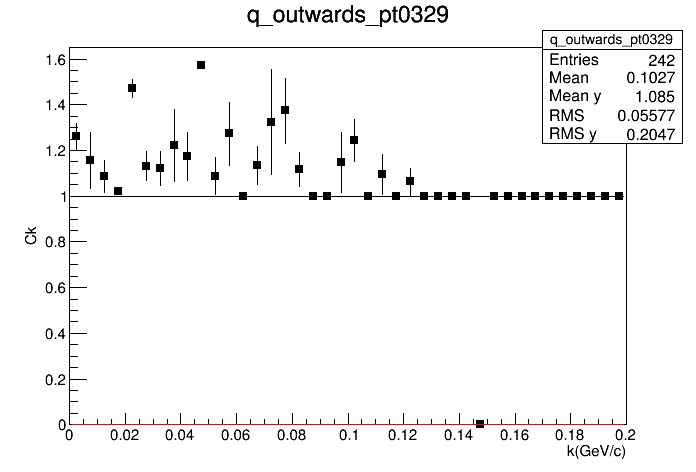 q_outwards_pt0329
q_outwards_pt0329
Entries 242
Mean 0.1027
Mean y 1.085
RMS 0.05577
RMS y 0.2047
1.6
1.4
1.2
1
0.8
0.6
0.4
0.2
0
Ck
0 0.02 0.04 0.06 0.08 0.1 0.12 0.14 0.16 0.18 0.2
k(GeV/c)